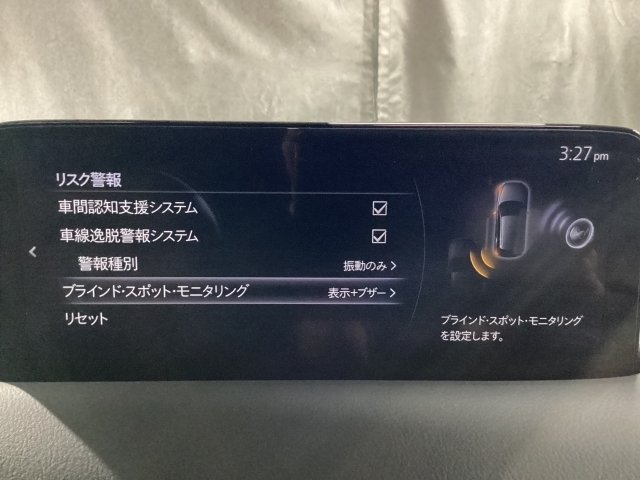 3:27 pm
リスク警報
車間認知支援システム
車線逸脱警報システム
警報種別 振動のみ >
ブラインド・スポット・モニタリング 表示+ブザー >
リセット
ブラインド・スポット・モニタリング
を設定します。